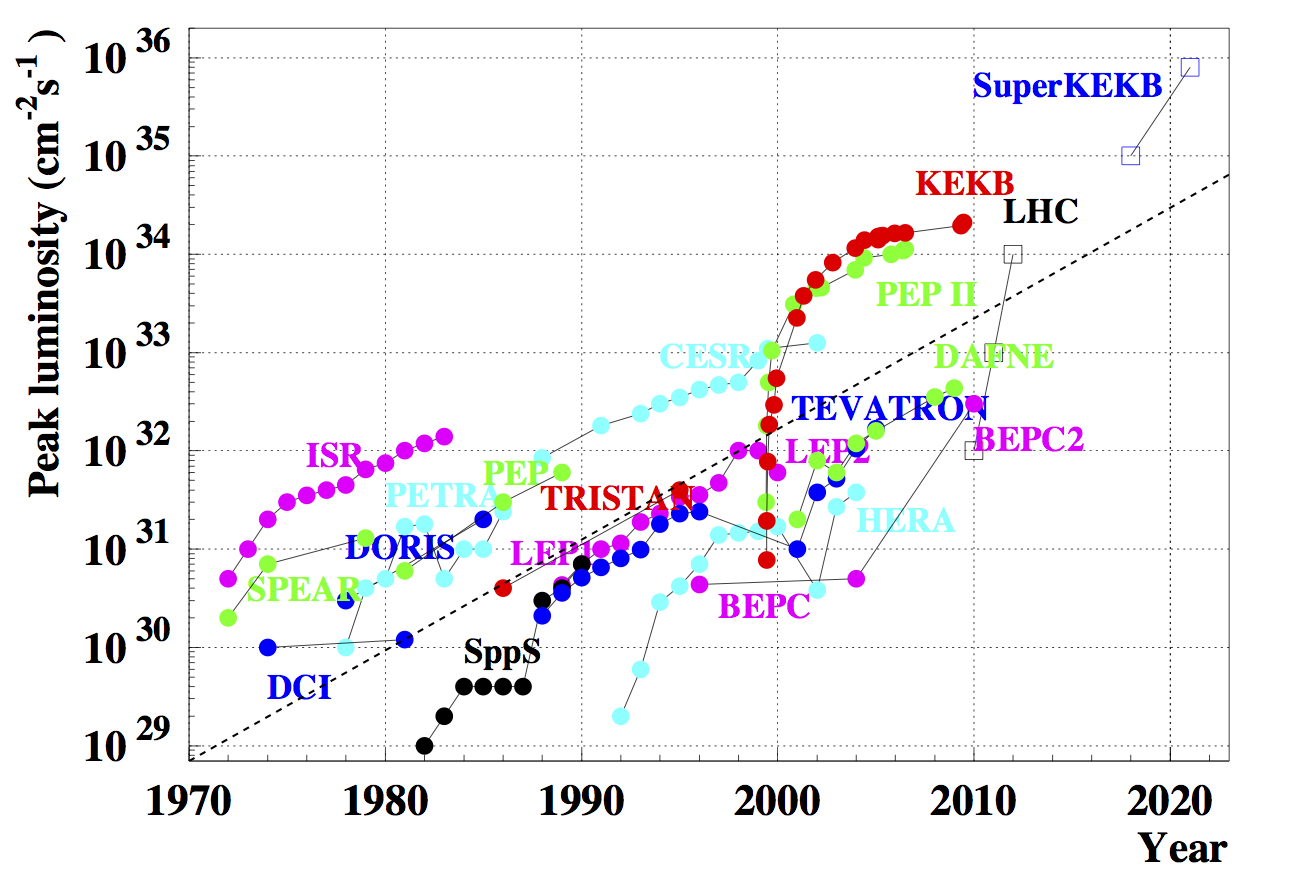 Peak luminosity (cm-2s-1 )
10 36
10 35
10 34
10 33
10 32
10 31
10 30
10 29
SuperKEKB
KEKB
LHC
PEP II
CESR
DAFNE
TEVATRON
ISR
LEP2
BEPC2
PEP
PETRA
TRISTAN
HERA
DORIS
LEP1
SPEAR
BEPC
SppS
DCI
1970 1980 1990 2000 2010 2020
Year